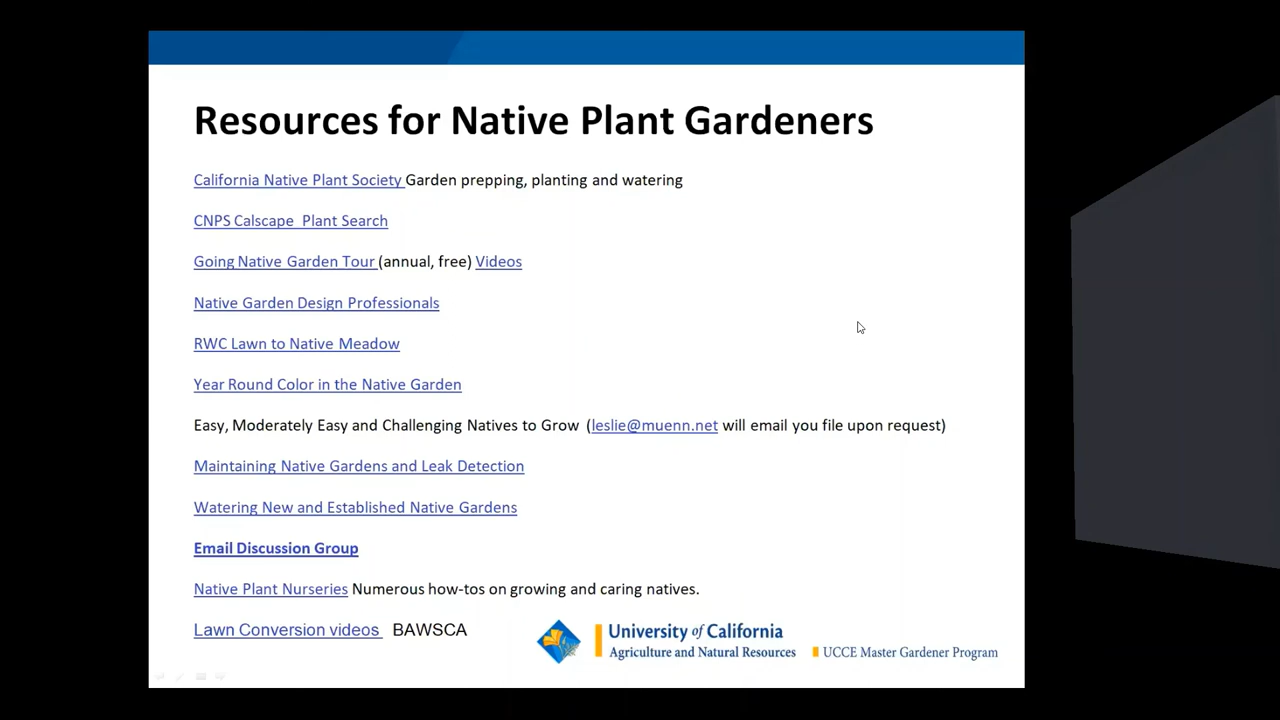 Resources for Native Plant Gardeners
California Native Plant Society Garden prepping, planting and watering
CNPS Calscape Plant Search
Going Native Garden Tour (annual, free) Videos
Native Garden Design Professionals
RWC Lawn to Native Meadow
Year Round Color in the Native Garden
Easy, Moderately Easy and Challenging Natives to Grow (leslie@muenn.net will email you file upon request)
Maintaining Native Gardens and Leak Detection
Watering New and Established Native Gardens
Email Discussion Group
Native Plant Nurseries Numerous how-tos on growing and caring natives.
Lawn Conversion videos BAWSCA
University of California
Agriculture and Natural Resources
UCCE Master Gardener Program